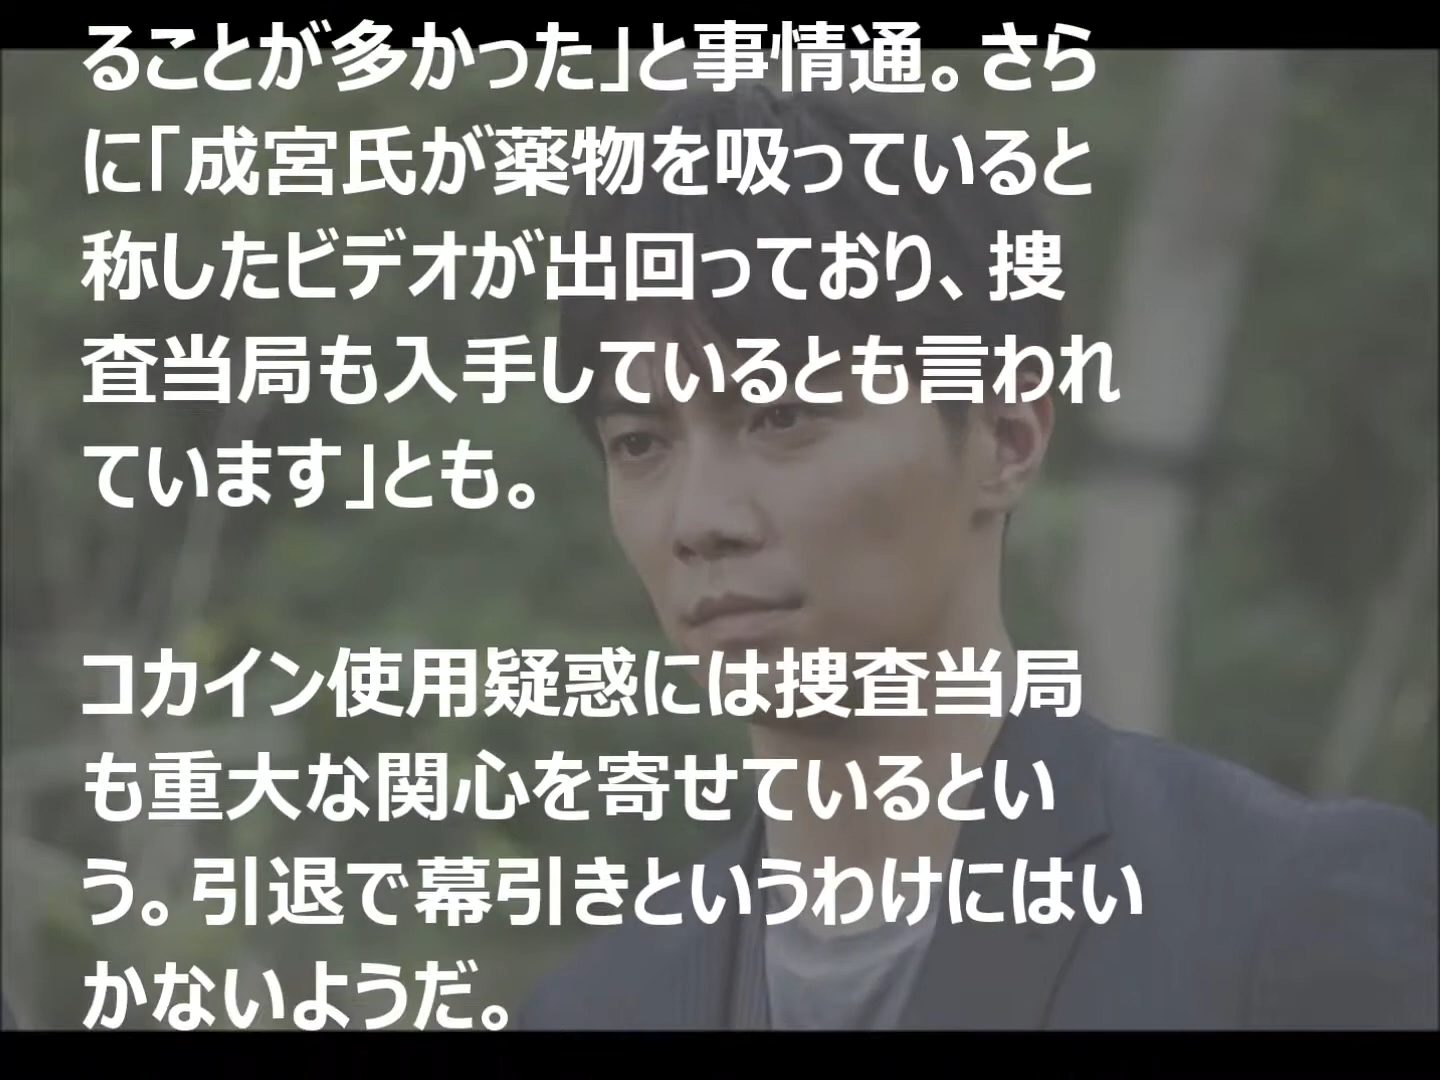 ることが多かった」と事情通。さら
に「成宮氏が薬物を吸っていると
称したビデオが出回っており、捜
査当局も入手しているとも言われ
ています」とも。
コカイン使用疑惑には捜査当局
も重大な関心を寄せているとい
う。引退で幕引きというわけにはい
かないようだ。